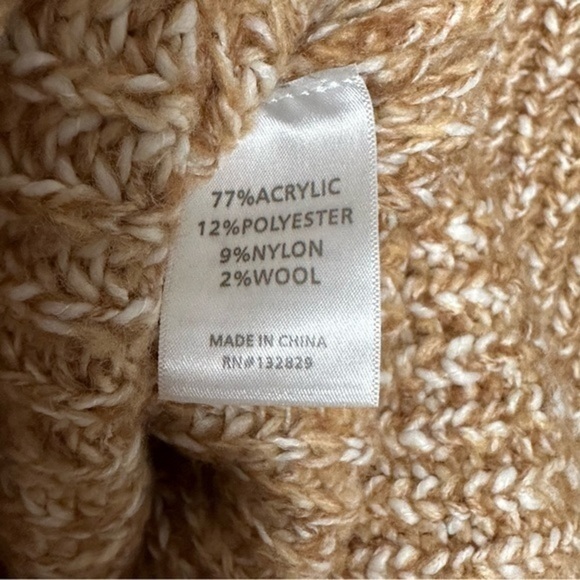 77%ACRYLIC
12%POLYESTER
9%NYLON
2%WOOL
MADE IN CHINA
RN#132829